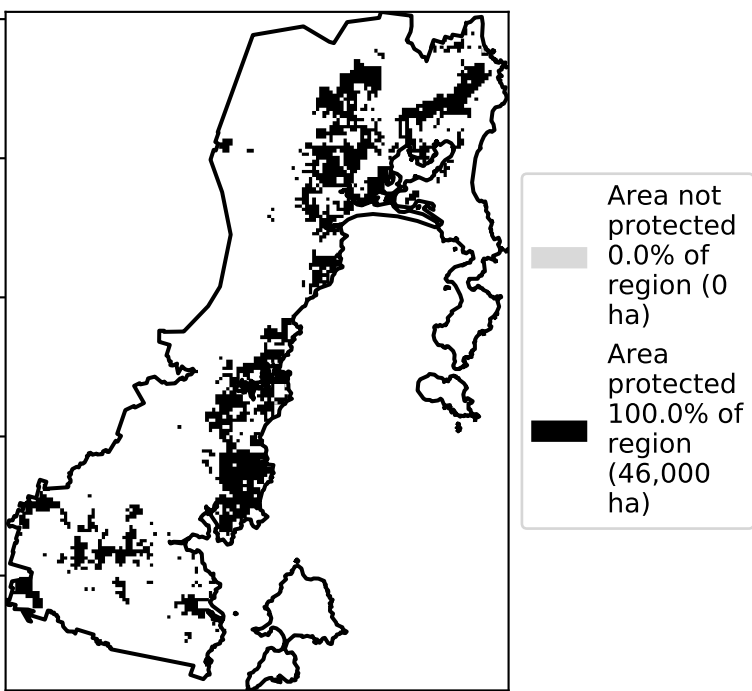 Area not
protected
0.0% of
region (0
ha)
Area
protected
100.0% of
region
(46,000
ha)